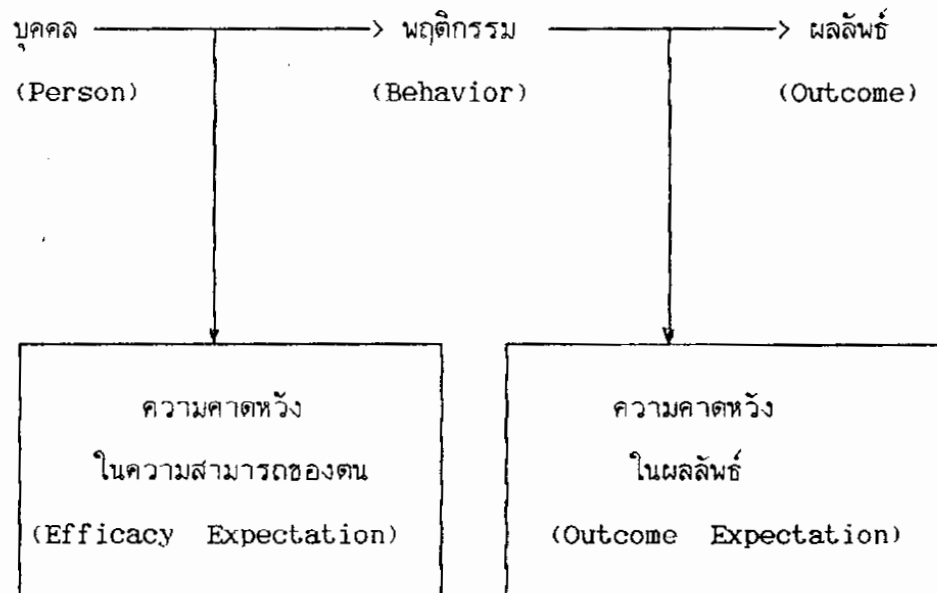 บุคคล พฤติกรรม ผลลัพธ์
(Person) (Behavior) (Outcome)
ความคาดหวัง
ในความสามารถของตน
(Efficacy Expectation)
ความคาดหวัง
ในผลลัพธ์
(Outcome Expectation)